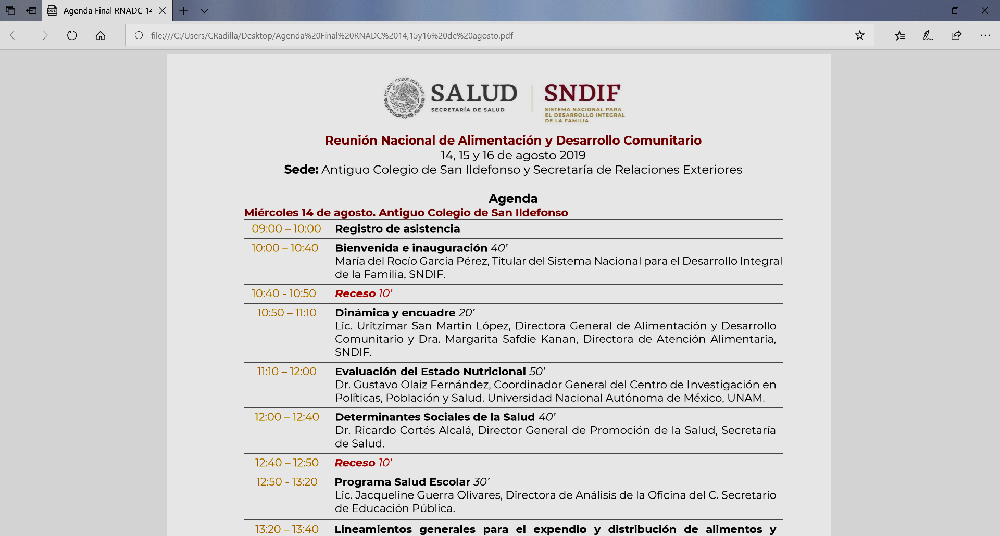 Agenda Final RNADC 14
file:///C:/Users/CRadilla/Desktop/Agenda%20Final%20RNADC%2014,15y16%20de%20agosto.pdf
ESTADOS UNIDOS MEXICANOS
SALUD
SECRETARÍA DE SALUD
SNDIF
SISTEMA NACIONAL PARA
EL DESARROLLO INTEGRAL
DE LA FAMILIA
Reunión Nacional de Alimentación y Desarrollo Comunitario
14, 15 y 16 de agosto 2019
Sede: Antiguo Colegio de San Ildefonso y Secretaría de Relaciones Exteriores
Agenda
Miércoles 14 de agosto. Antiguo Colegio de San Ildefonso
09:00 – 10:00 Registro de asistencia
10:00 – 10:40 Bienvenida e inauguración 40’
María del Rocío García Pérez, Titular del Sistema Nacional para el Desarrollo Integral
de la Familia, SNDIF.
10:40 - 10:50 Receso 10’
10:50 – 11:10 Dinámica y encuadre 20’
Lic. Uritzimar San Martin López, Directora General de Alimentación y Desarrollo
Comunitario y Dra. Margarita Safdie Kanan, Directora de Atención Alimentaria,
SNDIF.
11:10 – 12:00 Evaluación del Estado Nutricional 50’
Dr. Gustavo Olaiz Fernández, Coordinador General del Centro de Investigación en
Políticas, Población y Salud. Universidad Nacional Autónoma de México, UNAM.
12:00 – 12:40 Determinantes Sociales de la Salud 40’
Dr. Ricardo Cortés Alcalá, Director General de Promoción de la Salud, Secretaría
de Salud.
12:40 – 12:50 Receso 10’
12:50 - 13:20 Programa Salud Escolar 30’
Lic. Jacqueline Guerra Olivares, Directora de Análisis de la Oficina del C. Secretario
de Educación Pública.
13:20 – 13:40 Lineamientos generales para el expendio y distribución de alimentos y